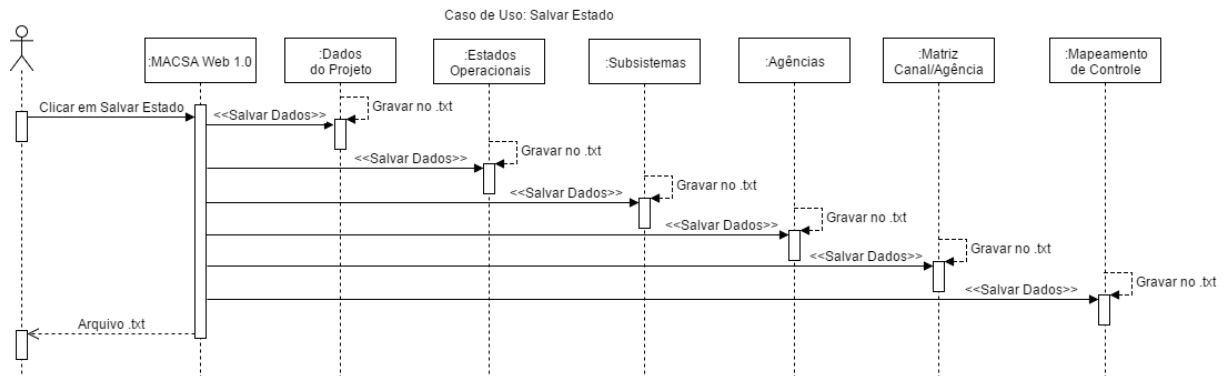 Caso de Uso: Salvar Estado
:MACSA Web 1.0
:Dados
do Projeto
:Estados
Operacionais
:Subsistemas
:Agências
:Matriz
Canal/Agência
:Mapeamento
de Controle
Clicar em Salvar Estado
<<Salvar Dados>>
Gravar no .txt
<<Salvar Dados>>
Gravar no .txt
<<Salvar Dados>>
Gravar no .txt
<<Salvar Dados>>
Gravar no .txt
<<Salvar Dados>>
Gravar no .txt
<<Salvar Dados>>
Gravar no .txt
Arquivo .txt